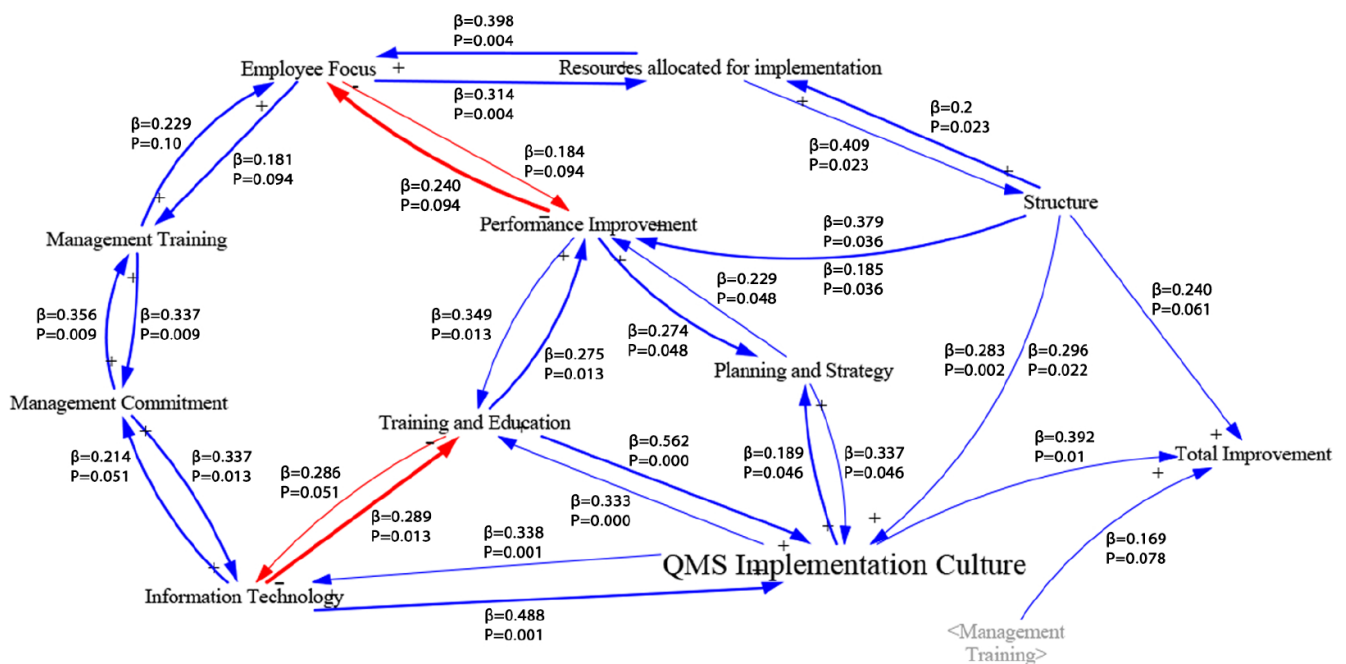 β=0.398
P=0.004
Employee Focus
Resources allocated for implementation
β=0.314
P=0.004
β=0.2
P=0.023
β=0.229
P=0.10
β=0.181
P=0.094
β=0.184
P=0.094
β=0.409
P=0.023
β=0.240
P=0.094
Structure
Performance Improvement
β=0.379
P=0.036
Management Training
β=0.185
P=0.036
β=0.229
P=0.048
β=0.240
P=0.061
β=0.356
P=0.009
β=0.337
P=0.009
β=0.349
P=0.013
β=0.274
P=0.048
β=0.275
P=0.013
β=0.283
P=0.002
β=0.296
P=0.022
Planning and Strategy
Management Commitment
Training and Education
β=0.562
P=0.000
β=0.189
P=0.046
β=0.337
P=0.046
β=0.392
P=0.01
Total Improvement
β=0.214
P=0.051
β=0.337
P=0.013
β=0.286
P=0.051
β=0.289
P=0.013
β=0.333
P=0.000
β=0.338
P=0.001
β=0.169
P=0.078
QMS Implementation Culture
Information Technology
β=0.488
P=0.001
<Management
Training>